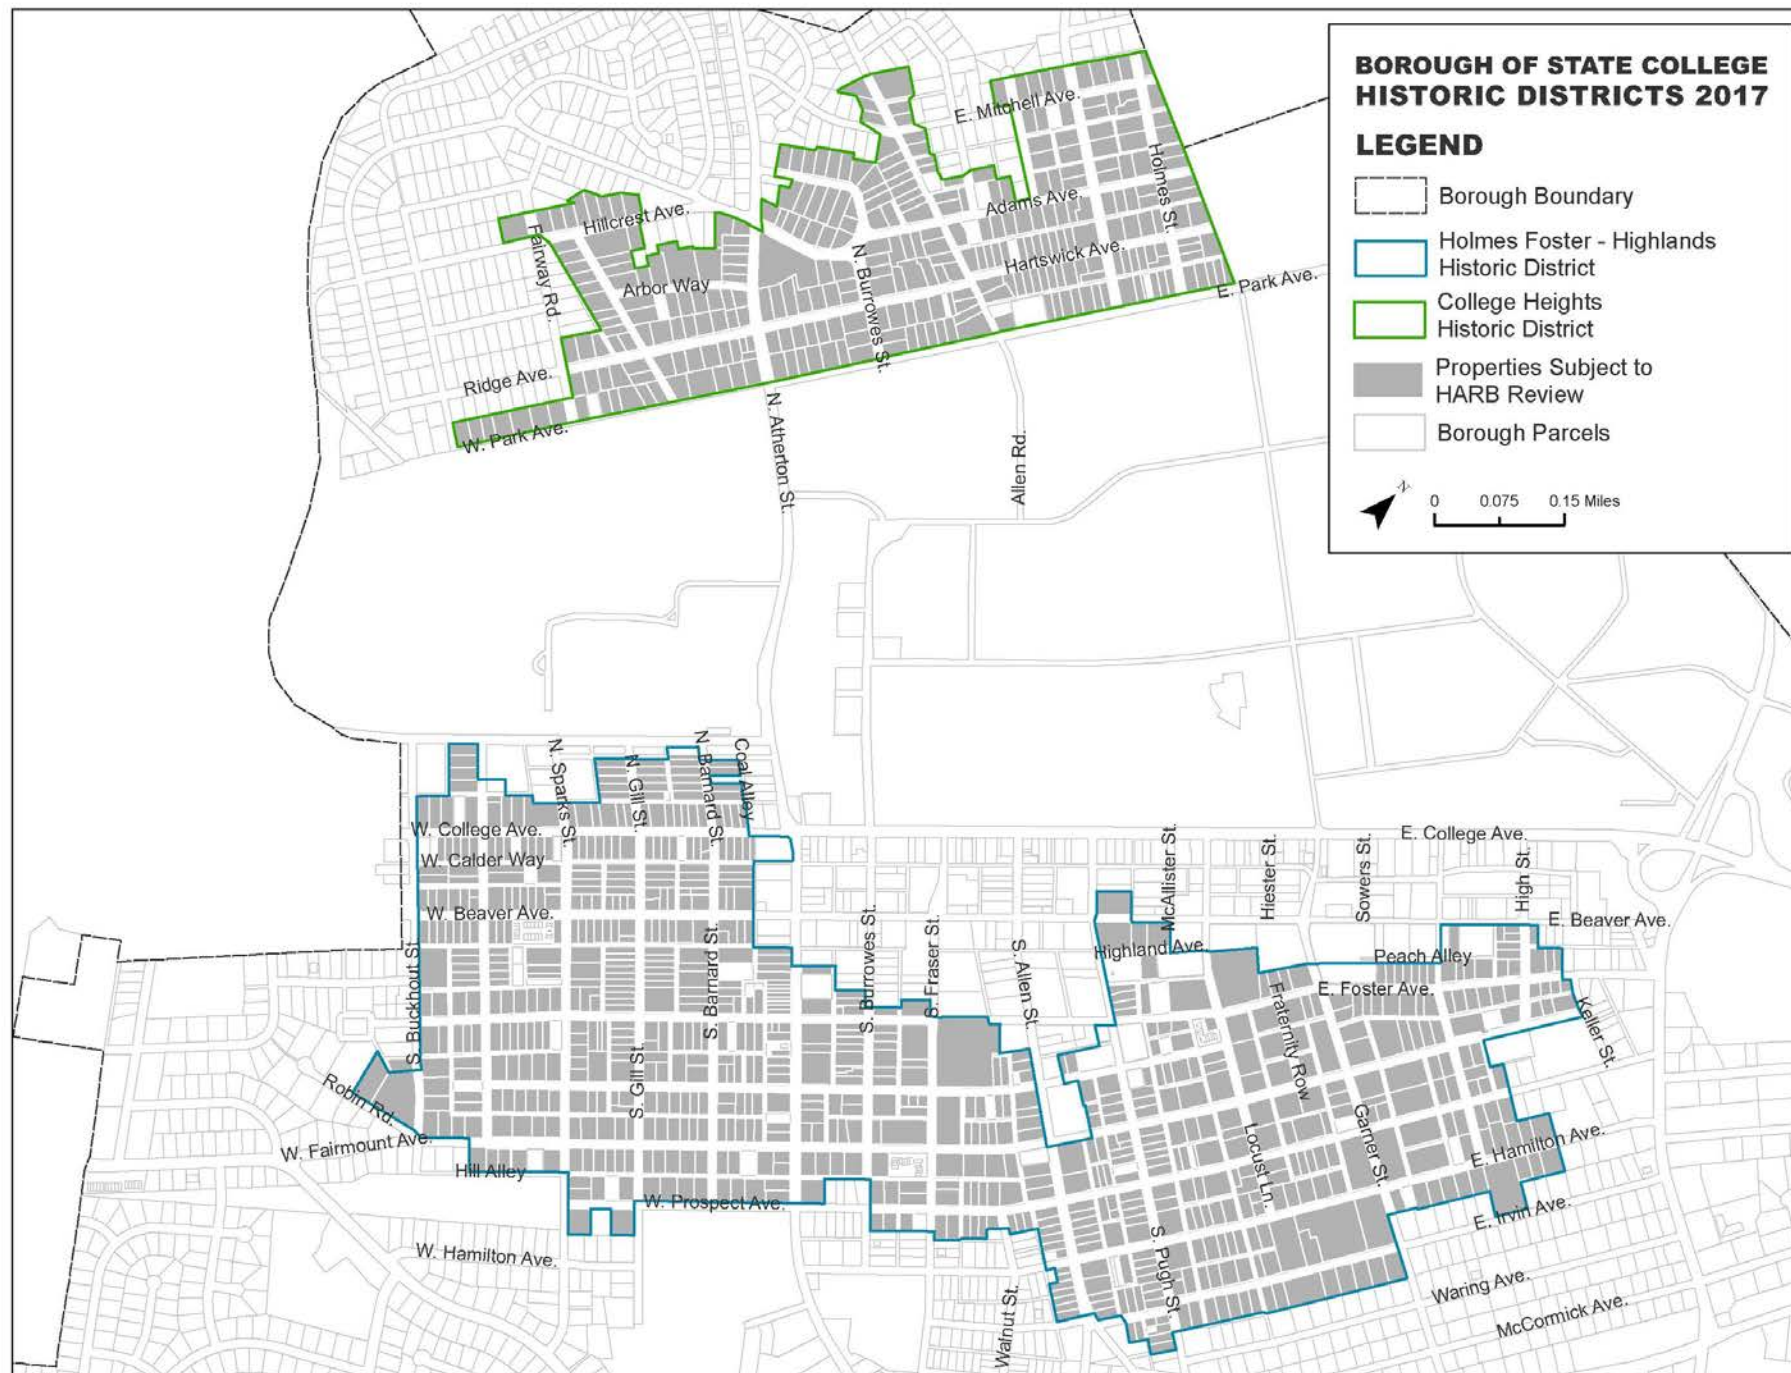 BOROUGH OF STATE COLLEGE
HISTORIC DISTRICTS 2017
LEGEND
Borough Boundary
Holmes Foster - Highlands
Historic District
College Heights
Historic District
Properties Subject to
HARB Review
Borough Parcels
N
0 0.075 0.15 Miles
E. Mitchell Ave.
Holmes St.
Adams Ave.
Hillcrest Ave.
Fairway Rd.
Hartswick Ave.
N. Burrowes St.
Arbor Way
E. Park Ave.
Ridge Ave.
W. Park Ave.
N. Atherton St.
Allen Rd.
N. Sparks St.
N. Gill St.
N. Barnard St.
Coal Alley
W. College Ave.
E. College Ave.
W. Calder Way
McAllister St.
Hiester St.
Sowers St.
High St.
W. Beaver Ave.
E. Beaver Ave.
S. Buckhout St.
S. Barnard St.
S. Burrowes St.
S. Fraser St.
S. Allen St.
Highland Ave.
Peach Alley
E. Foster Ave.
Fraternity Row
Keller St.
S. Gill St.
Robin Rd.
W. Fairmount Ave.
Hill Alley
Locust Ln.
Garner St.
E. Hamilton Ave.
W. Prospect Ave.
E. Irvin Ave.
W. Hamilton Ave.
S. Pugh St.
Walnut St.
Waring Ave.
McCormick Ave.